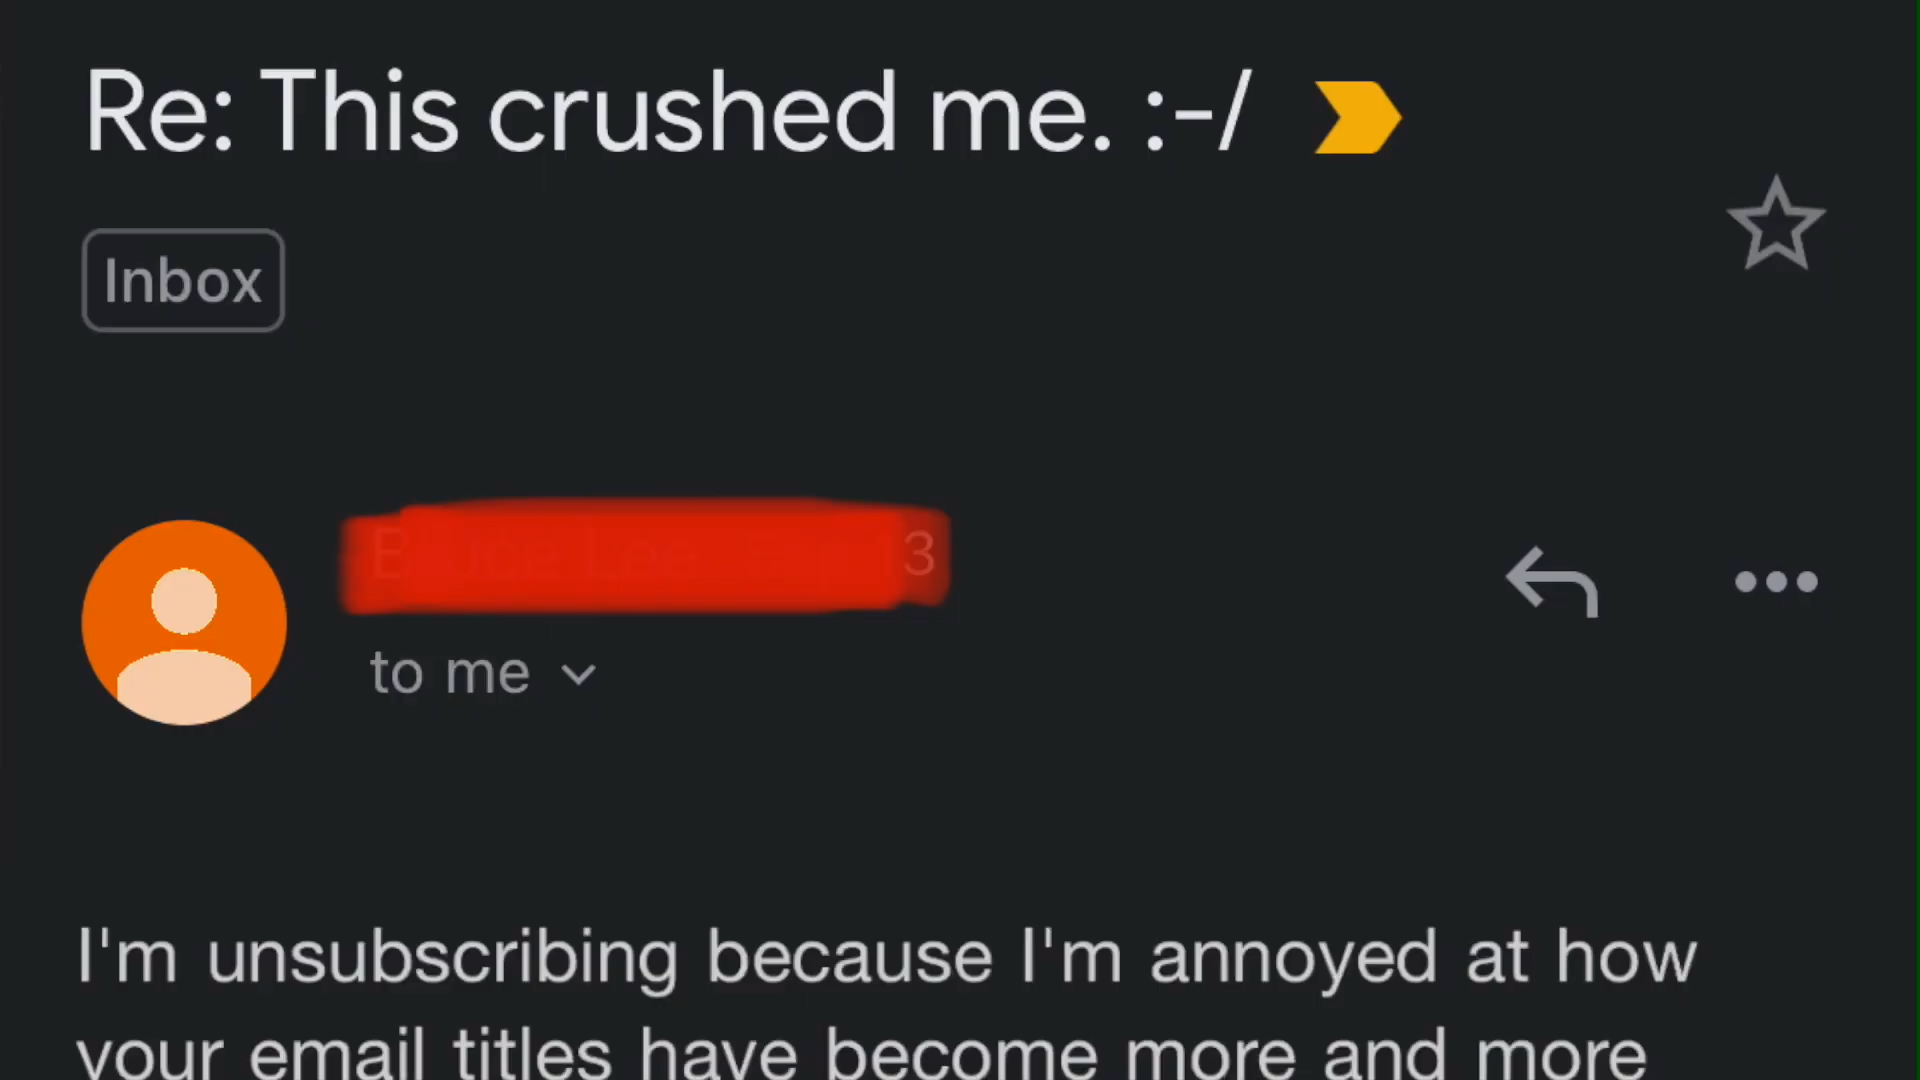 Re: This crushed me. :-/
Inbox
3
to me
I'm unsubscribing because I'm annoyed at how
your email titles have become more and more